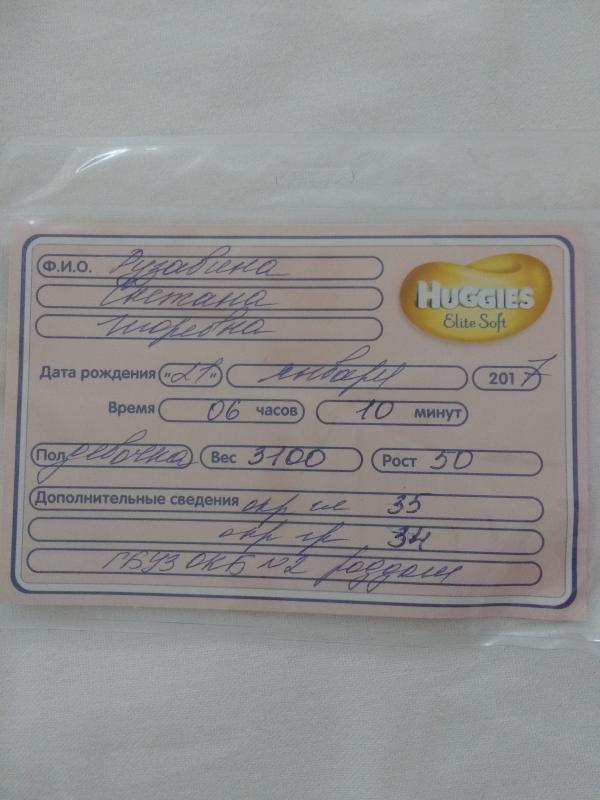 Ф.И.О. Рузавина
Светлана
Игоревна
HUGGIES
Elite Soft
Дата рождения «21» января 2017
Время 06 часов 10 минут
Пол девочка Вес 3100 Рост 50
Дополнительные сведения окр гл 35
окр гр 34
ГБУЗ ОКБ №2 роддом